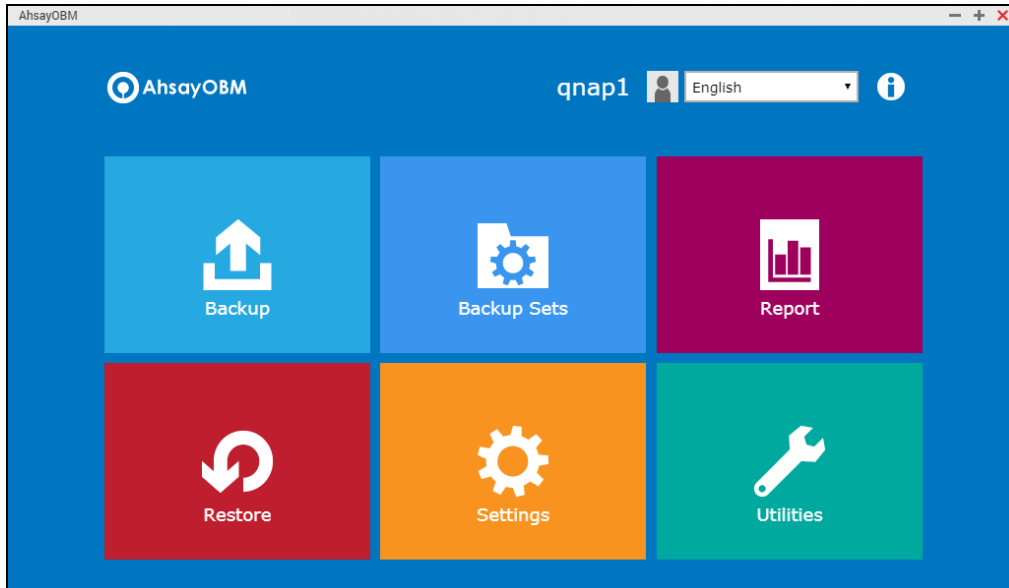 AhsayOBM
AhsayOBM
qnap1 English
Backup
Backup Sets
Report
Restore
Settings
Utilities